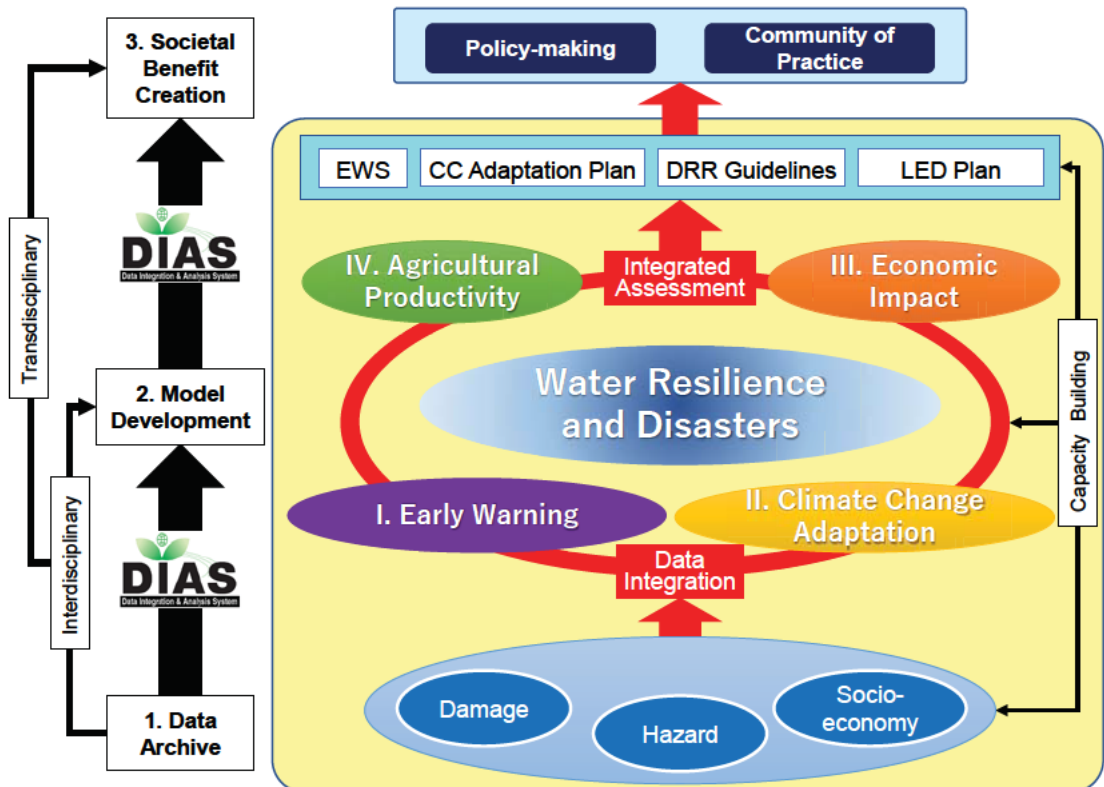 3. Societal
Benefit
Creation
Transdisciplinary
DIAS
Data Integration & Analysis System
2. Model
Development
Interdisciplinary
DIAS
Data Integration & Analysis System
1. Data
Archive
Policy-making
Community of
Practice
EWS
CC Adaptation Plan
DRR Guidelines
LED Plan
IV. Agricultural
Productivity
Integrated
Assessment
III. Economic
Impact
Water Resilience
and Disasters
Capacity Building
I. Early Warning
II. Climate Change
Adaptation
Data
Integration
Damage
Hazard
Socio-
economy